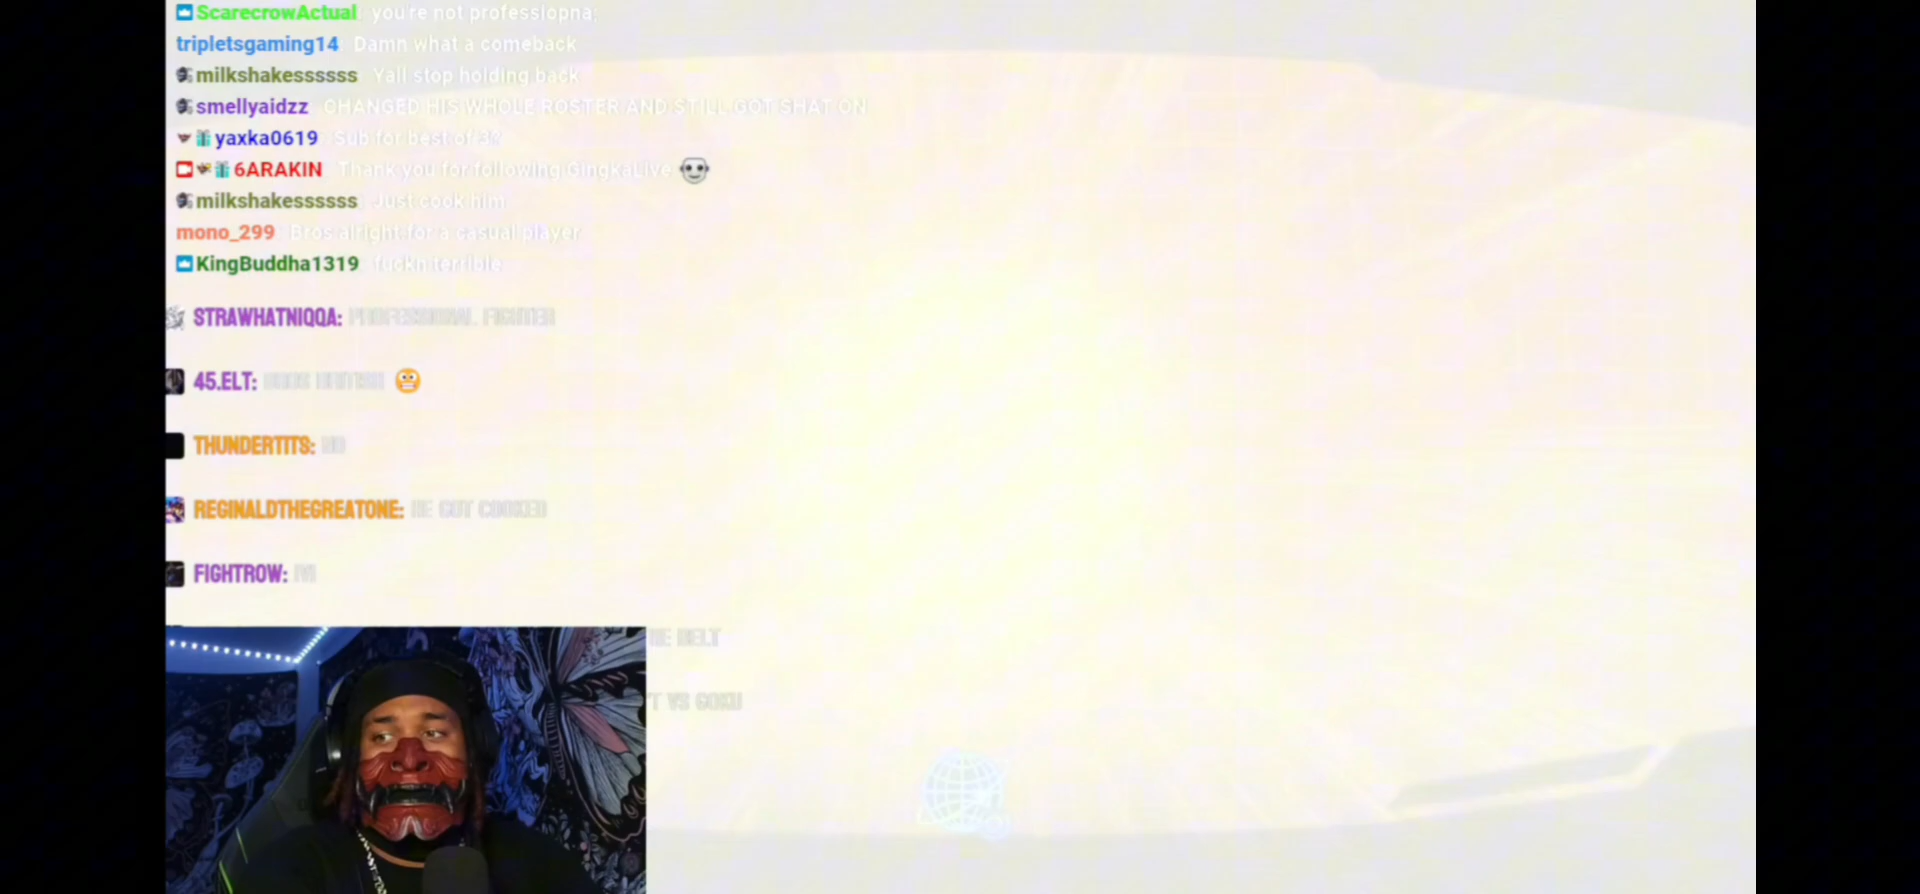 ScarecrowActual: you're not professiopna;
tripletsgaming14 Damn what a comeback
milkshakessssss Yall stop holding back
smellyaidzz CHANGED HIS WHOLE ROSTER AND STILL GOT SHAT ON
yaxka0619 Sub for best of 3?
6ARAKIN Thank you for following GingkaLive
milkshakessssss Just cook him
mono_299 Bros alright for a casual player
KingBuddha1319 fuckn terrible
STRAWHATNIQQA: PROFESSIONAL FIGHTER
45.ELT: BRITISH
THUNDERTITS: NO
REGINALDTHEGREATONE: HE GOT COOKED
FIGHTROW:
BELT
VS GOKU